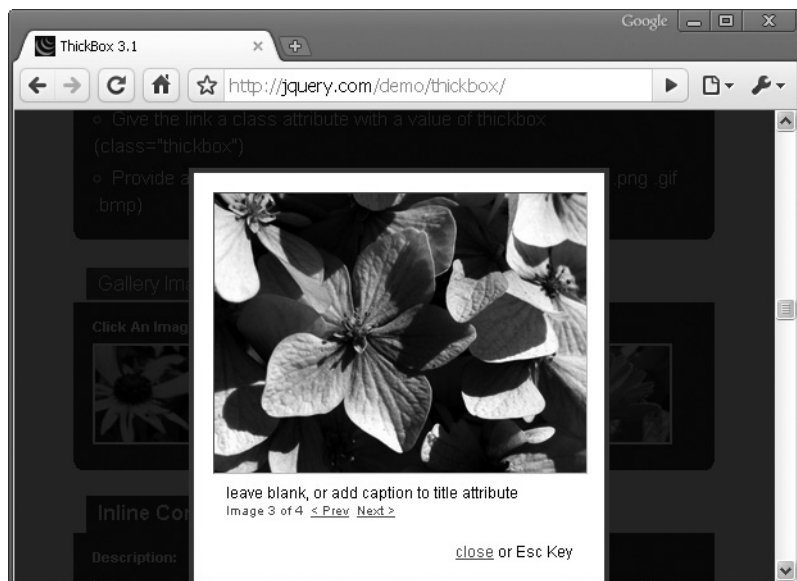 Google
ThickBox 3.1
http://jquery.com/demo/thickbox/
Give the link a class attribute with a value of thickbox
(class="thickbox")
Provide a .png .gif
.bmp)
Gallery Ima
Click An Imag
leave blank, or add caption to title attribute
Image 3 of 4 < Prev Next >
close or Esc Key
Inline Con
Description: